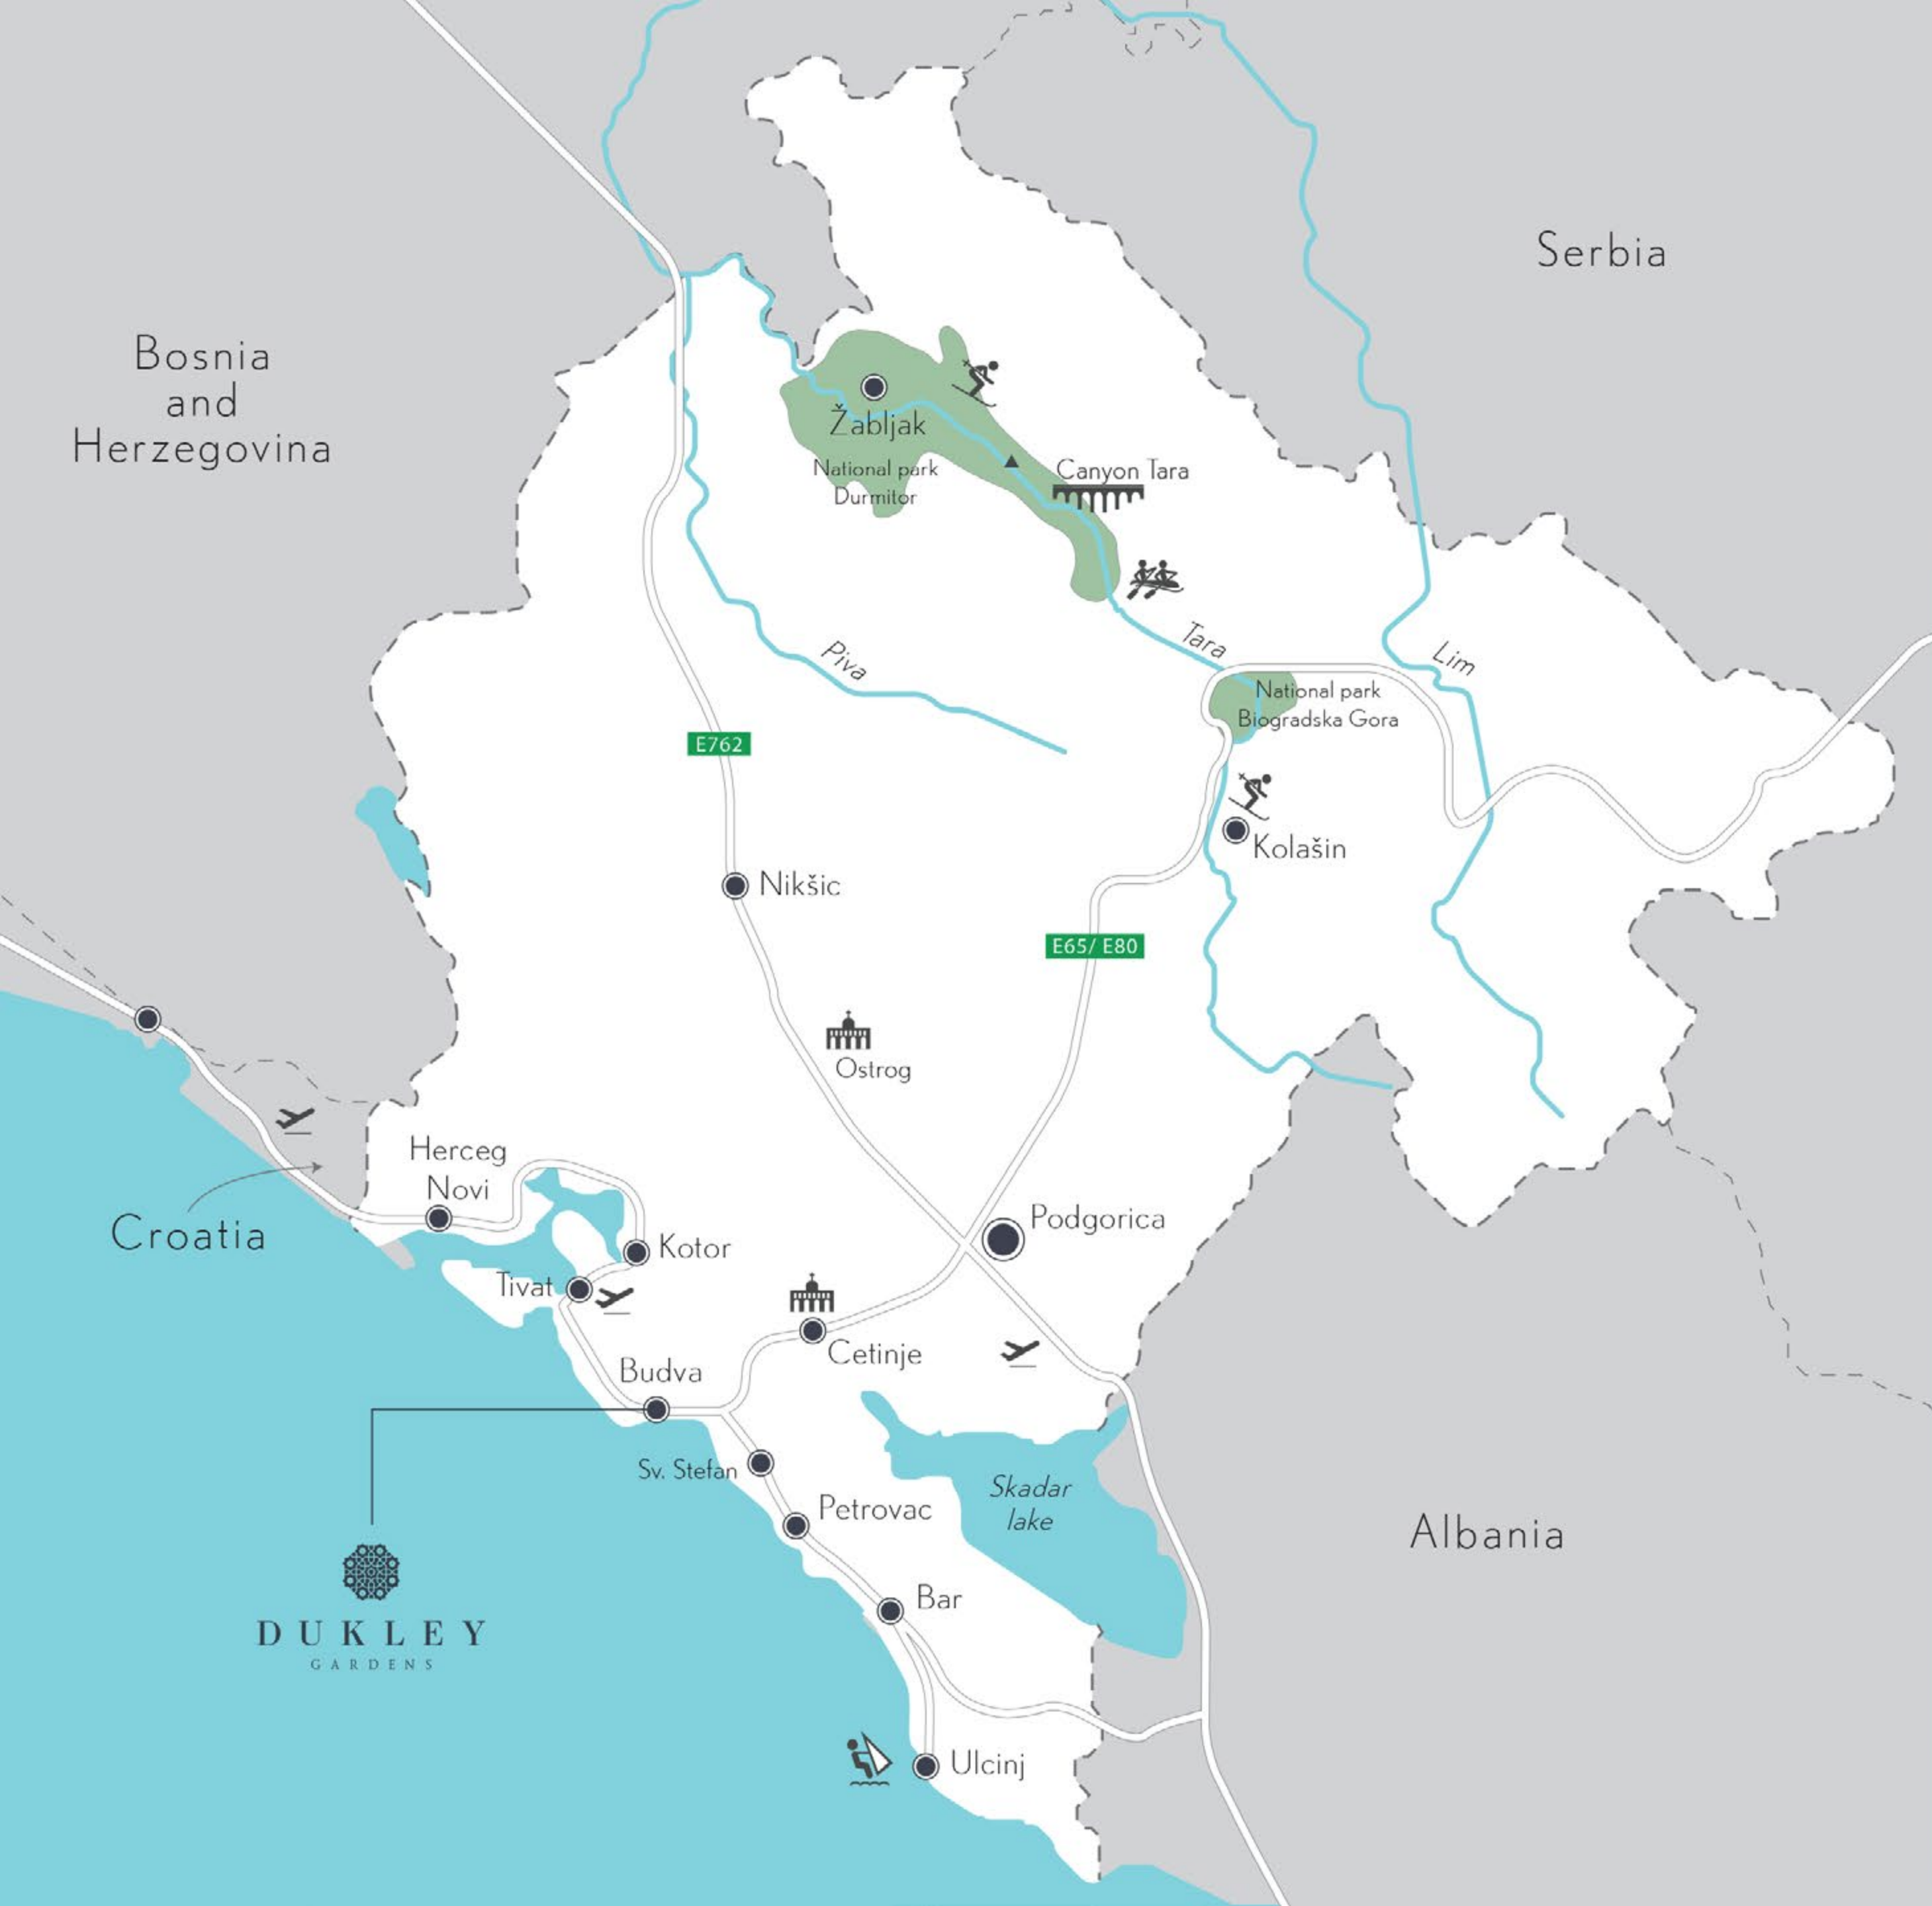 Serbia
Bosnia
and
Herzegovina
Žabljak
National park
Durmitor
Canyon Tara
Tara
Lim
Piva
National park
Biogradska Gora
E762
Kolašin
Nikšic
E65/ E80
Ostrog
Herceg
Novi
Croatia
Podgorica
Kotor
Tivat
Cetinje
Budva
Sv. Stefan
Skadar
lake
Petrovac
Albania
Bar
DUKLEY
GARDENS
Ulcinj